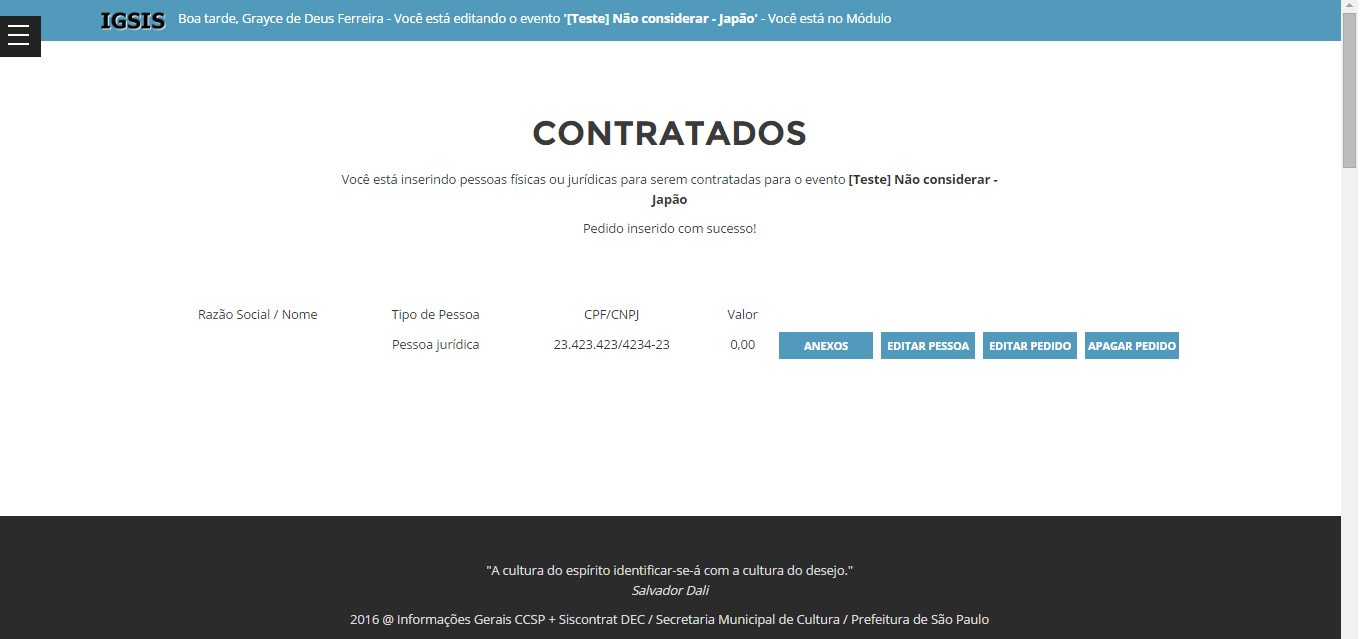 IGSIS Boa tarde, Grayce de Deus Ferreira - Você está editando o evento '[Teste] Não considerar - Japão' - Você está no Módulo
CONTRATADOS
Você está inserindo pessoas físicas ou jurídicas para serem contratadas para o evento [Teste] Não considerar -
Japão
Pedido inserido com sucesso!
Razão Social / Nome Tipo de Pessoa CPF/CNPJ Valor
Pessoa jurídica 23.423.423/4234-23 0,00 ANEXOS EDITAR PESSOA EDITAR PEDIDO APAGAR PEDIDO
"A cultura do espírito identificar-se-á com a cultura do desejo."
Salvador Dali
2016 @ Informações Gerais CCSP + Siscontrat DEC / Secretaria Municipal de Cultura / Prefeitura de São Paulo